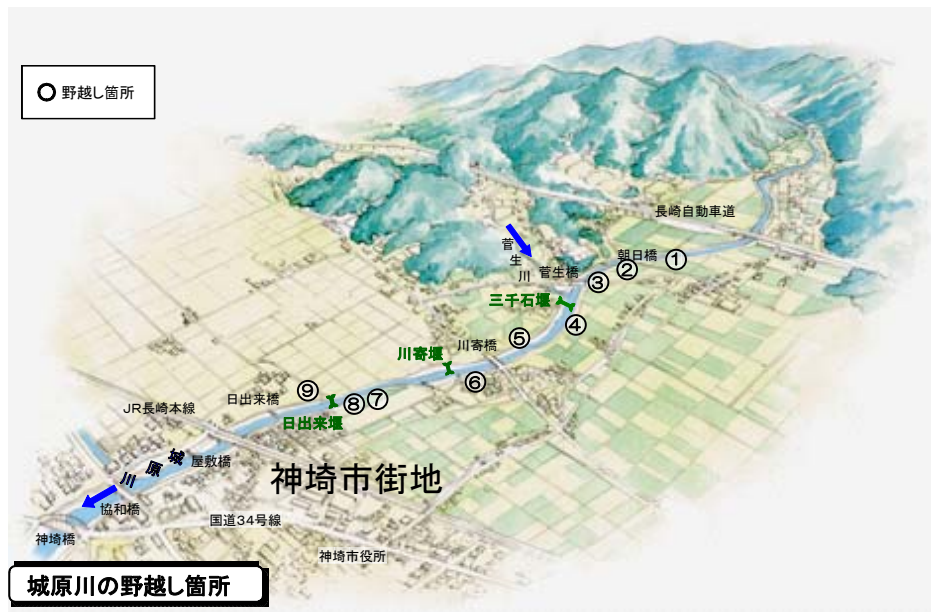 〇 野越し箇所
長崎自動車道
菅生川
菅生橋
朝日橋
①
②
③
三千石堰
④
⑤
川寄橋
川寄堰
⑥
⑨
日出来橋
⑧
⑦
日出来堰
JR長崎本線
城原川
屋敷橋
神埼市街地
協和橋
国道34号線
神埼橋
神埼市役所
城原川の野越し箇所